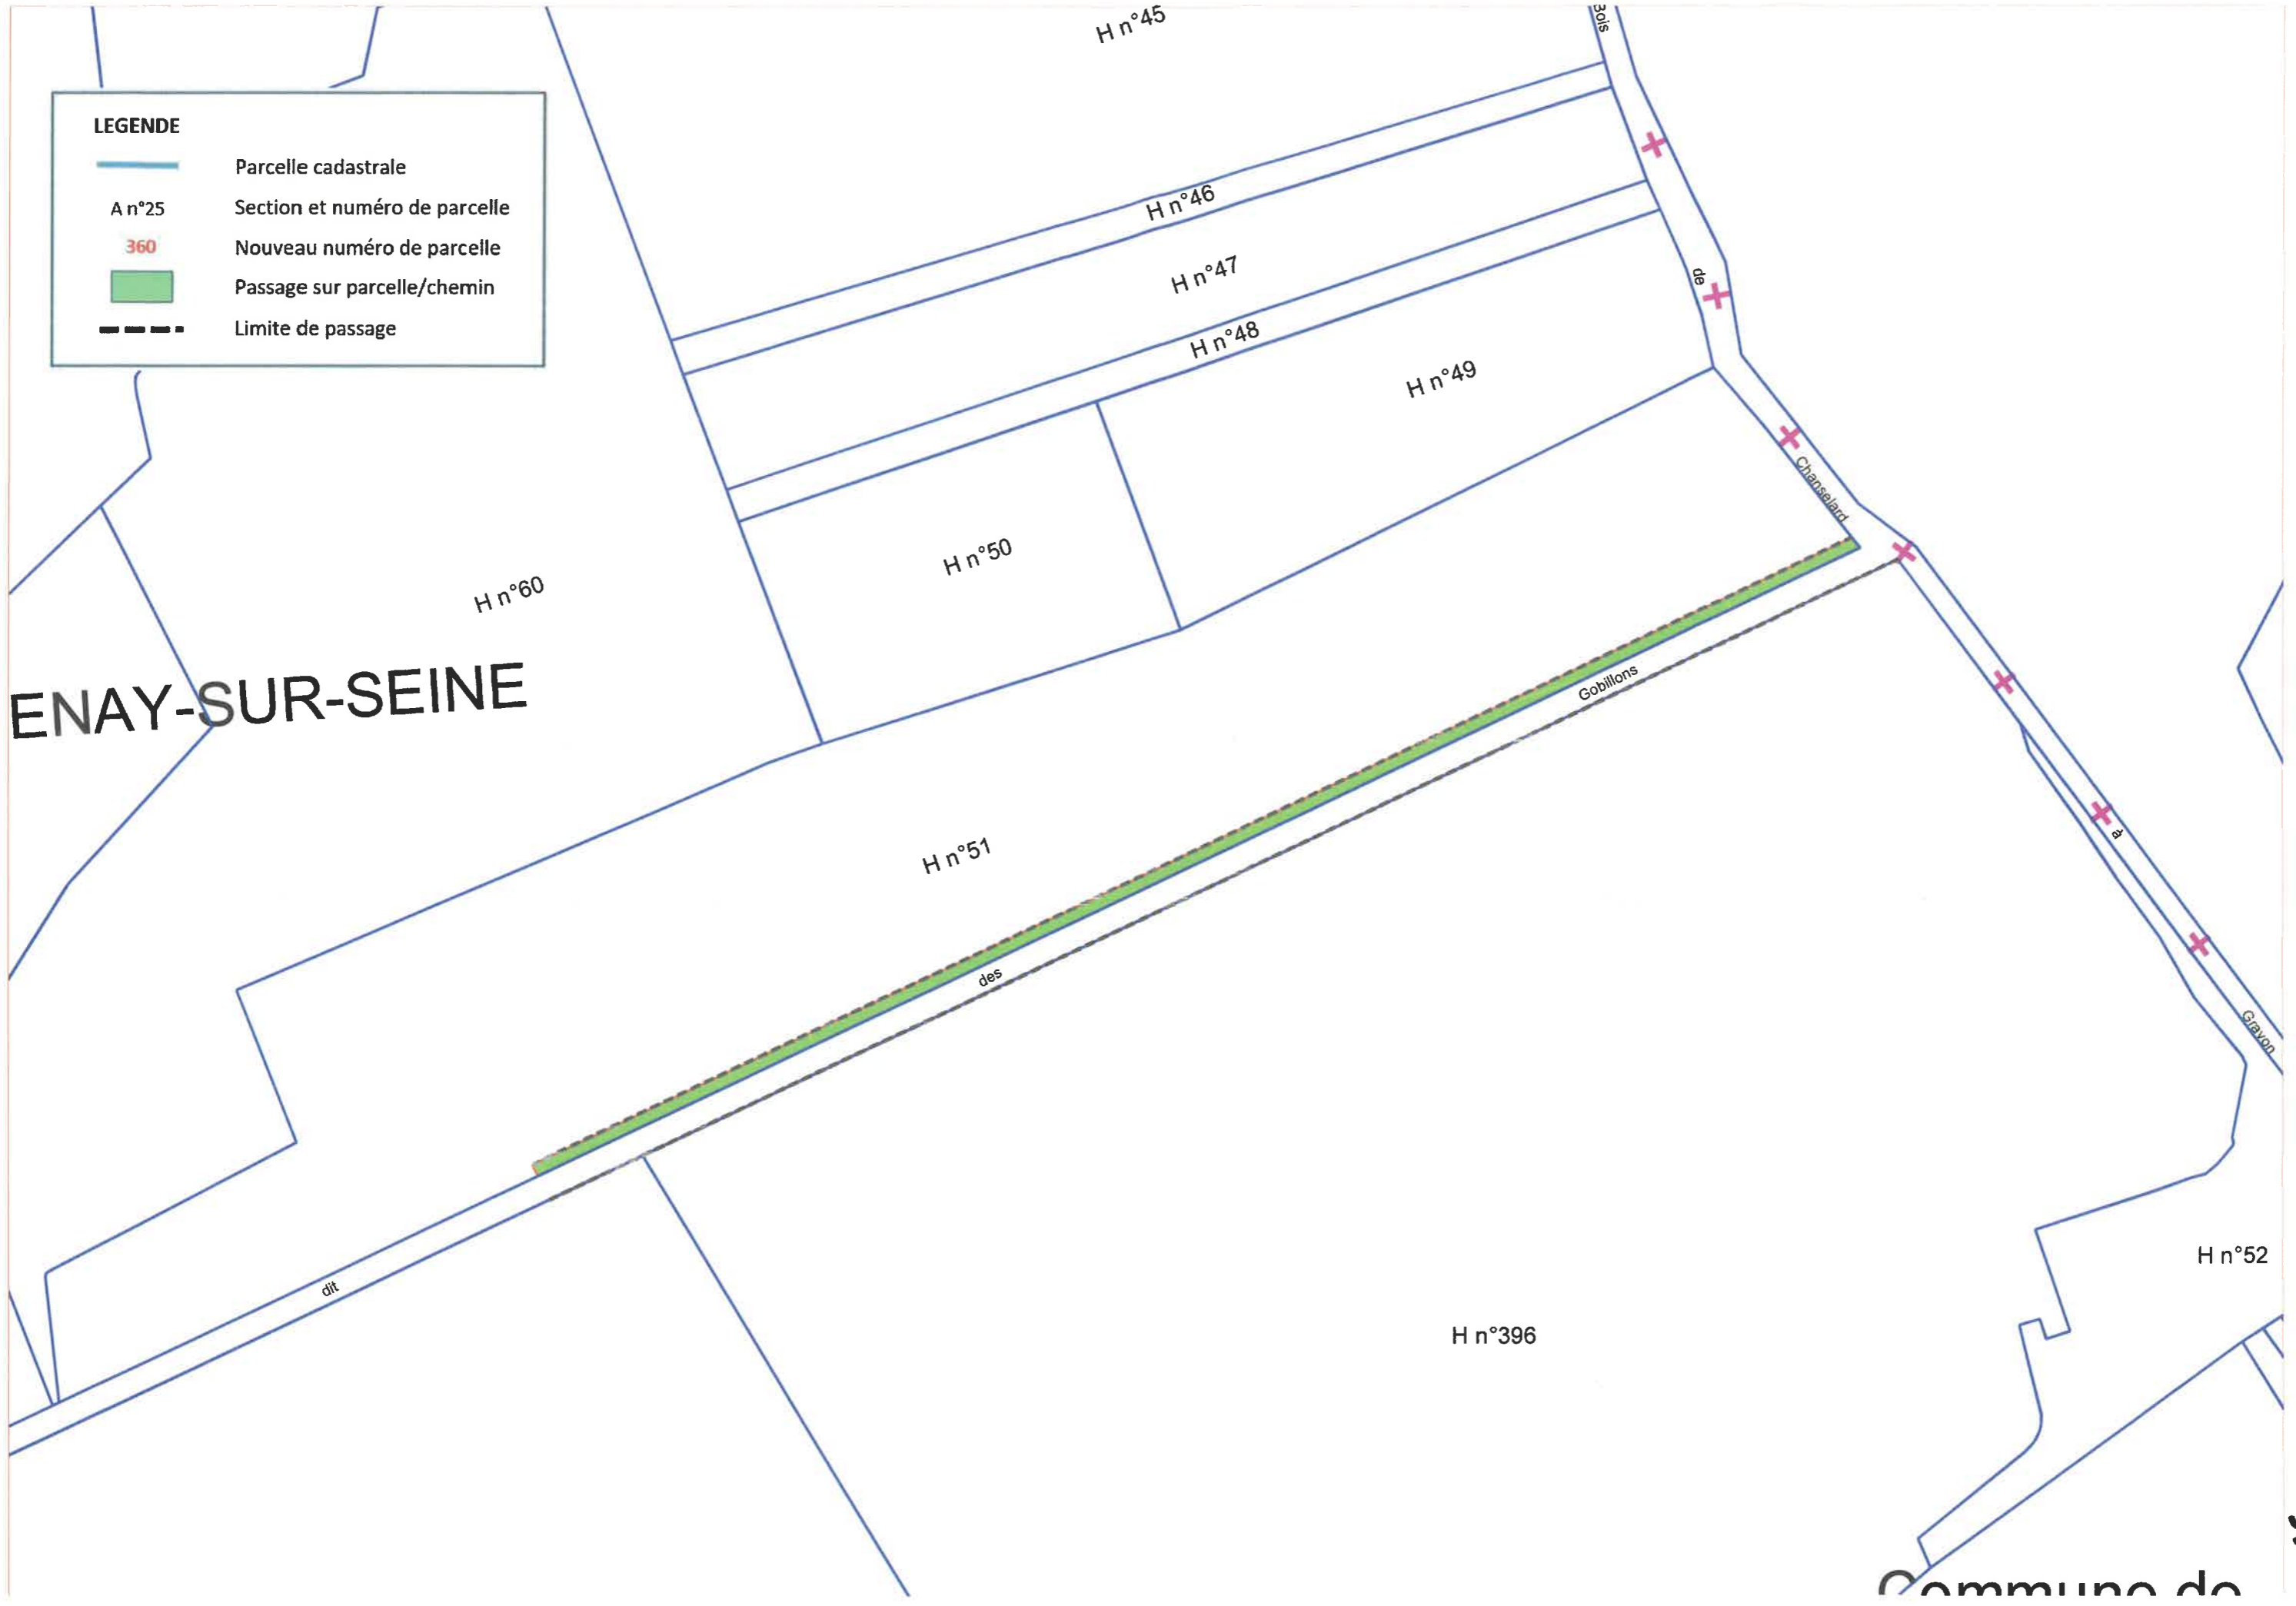 H n°45
Bois
LEGENDE
Parcelle cadastrale
A n°25 Section et numéro de parcelle
360 Nouveau numéro de parcelle
Passage sur parcelle/chemin
Limite de passage
H n°46
H n°47
de
H n°48
H n°49
Chanselard
H n°50
H n°60
ENAY-SUR-SEINE
Gobillons
à
H n°51
des
Gravon
H n°52
dit
H n°396
Commune de